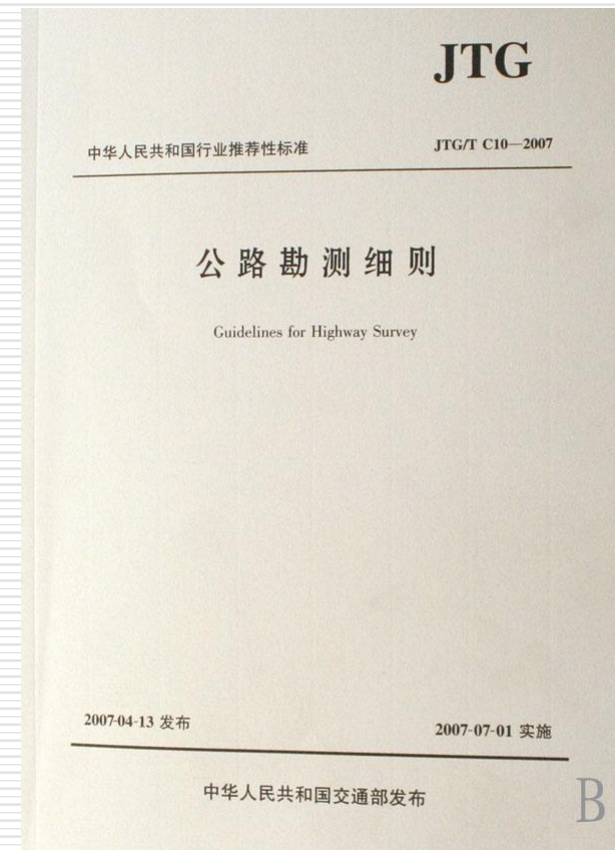 JTG
中华人民共和国行业推荐性标准 JTG/T C10—2007
公路勘测细则
Guidelines for Highway Survey
2007-04-13 发布 2007-07-01 实施
中华人民共和国交通部发布
B